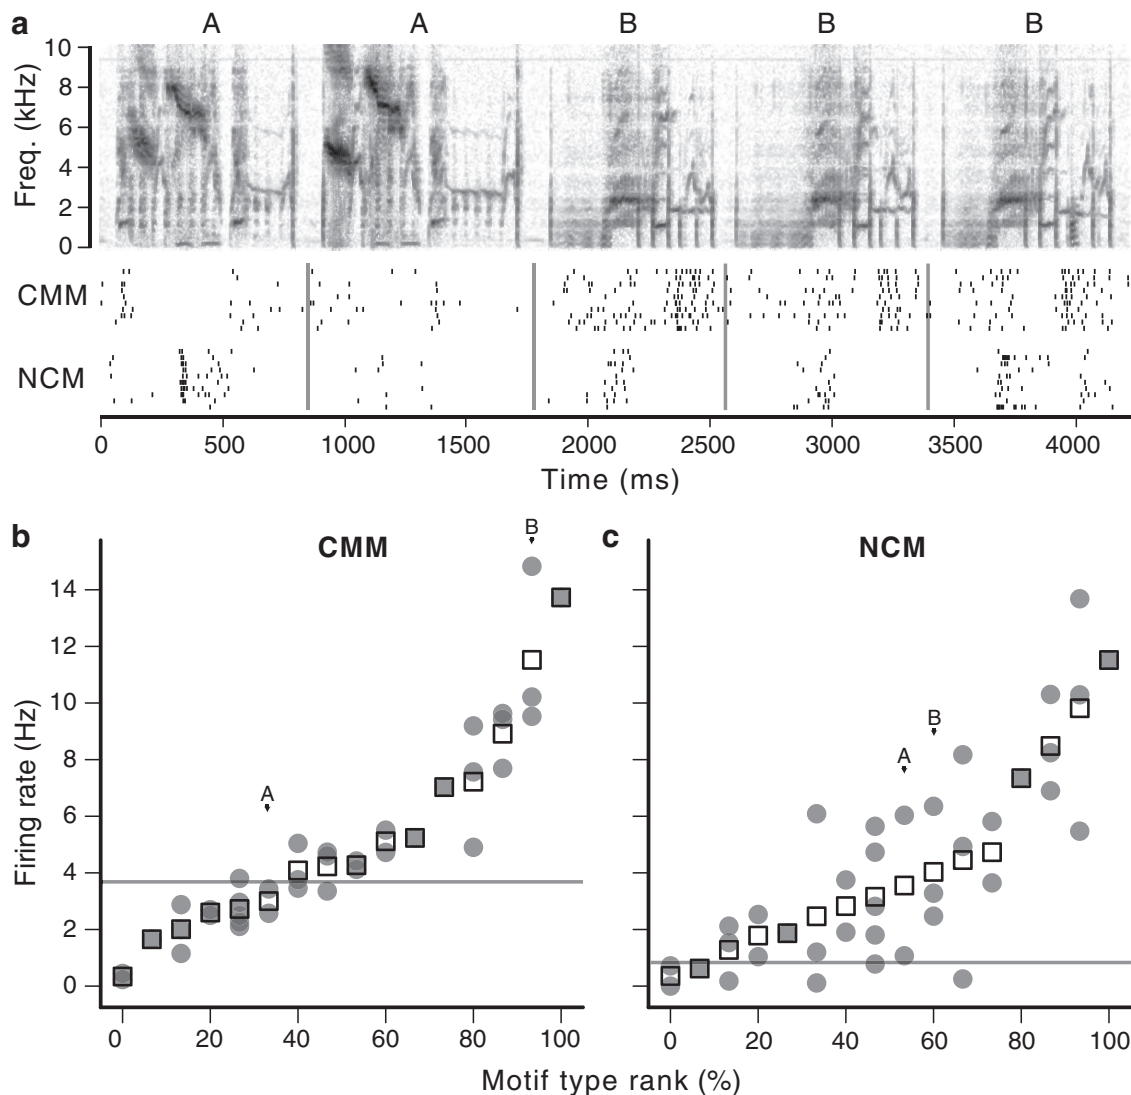 a A A B B B
10
8
6
4
2
0
Freq. (kHz)
CMM
NCM
0 500 1000 1500 2000 2500 3000 3500 4000
Time (ms)
b CMM
B
A
14
12
10
8
6
4
2
0
Firing rate (Hz)
0 20 40 60 80 100
c NCM
B
A
0 20 40 60 80 100
Motif type rank (%)